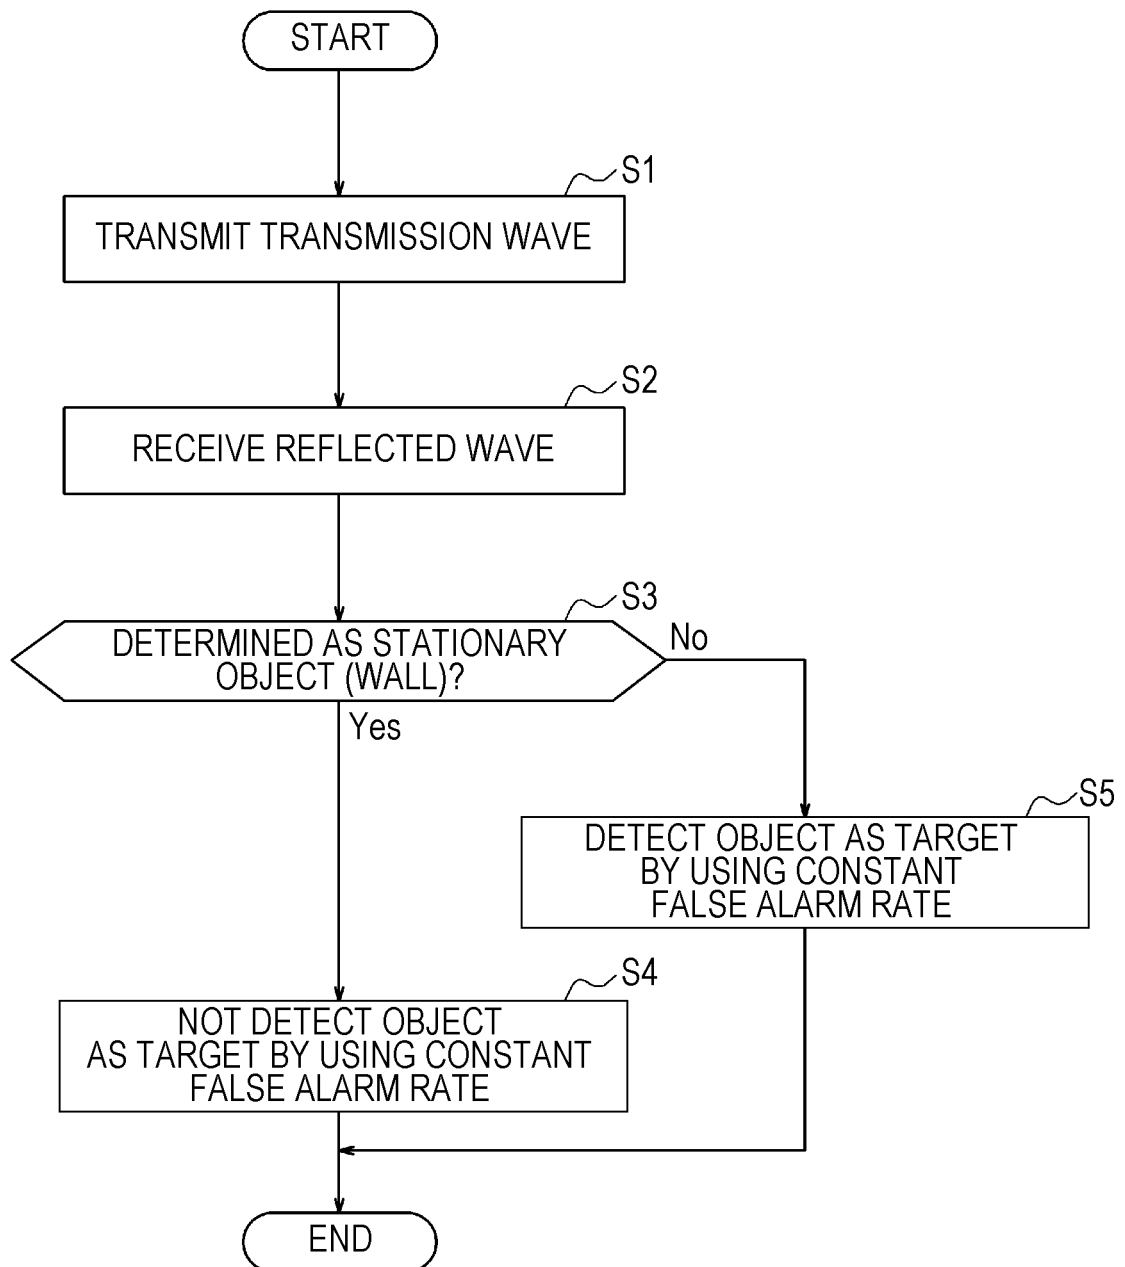 START
S1
TRANSMIT TRANSMISSION WAVE
S2
RECEIVE REFLECTED WAVE
S3
DETERMINED AS STATIONARY
OBJECT (WALL)?
No
Yes
S5
DETECT OBJECT AS TARGET
BY USING CONSTANT
FALSE ALARM RATE
S4
NOT DETECT OBJECT
AS TARGET BY USING CONSTANT
FALSE ALARM RATE
END